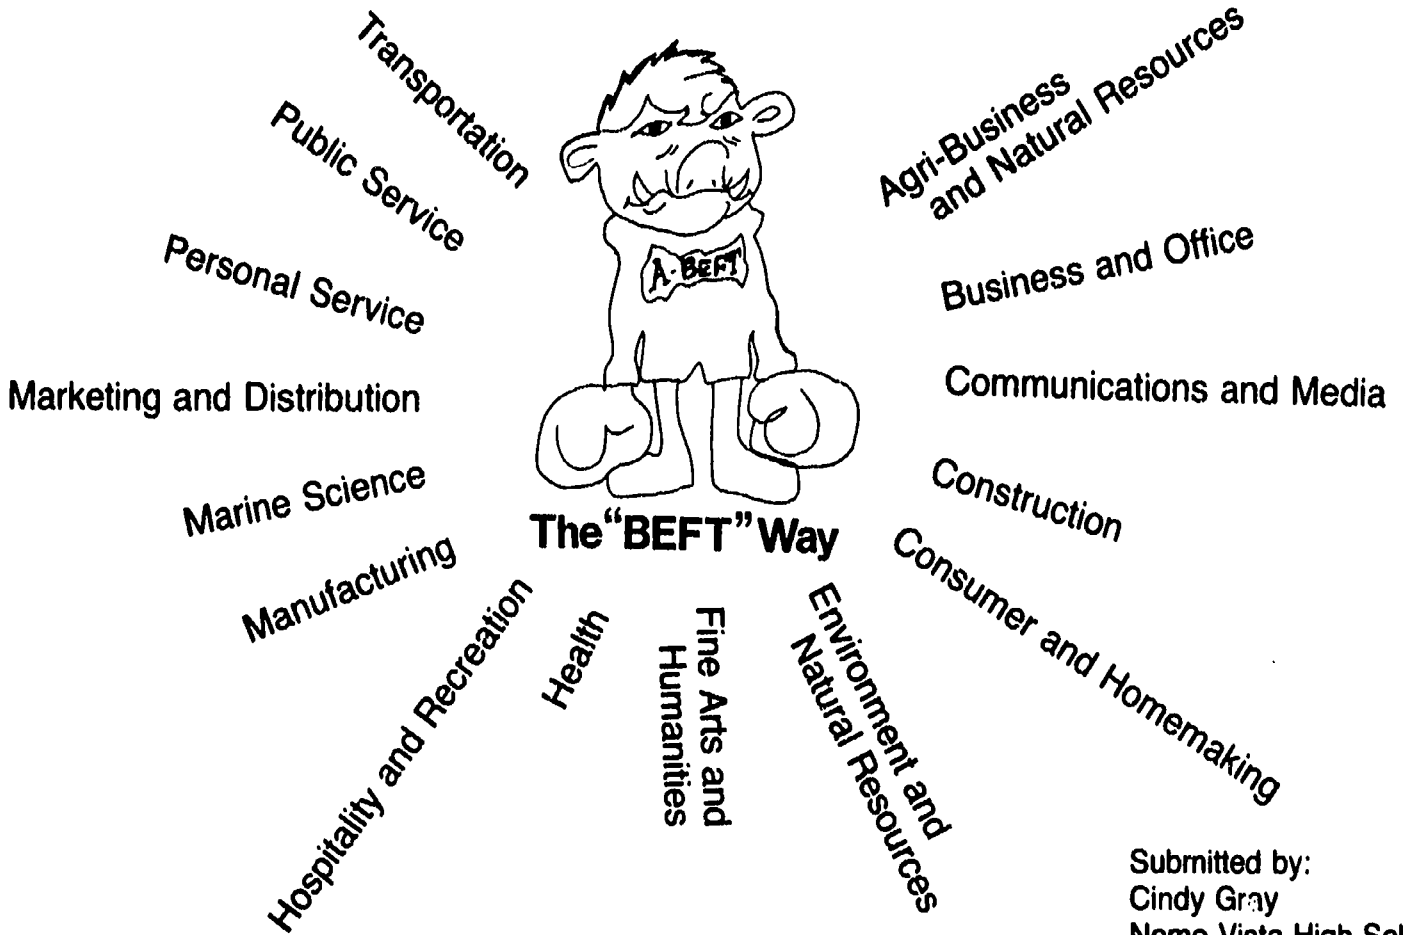 Transportation
Public Service
Personal Service
Marketing and Distribution
Marine Science
Manufacturing
Hospitality and Recreation
Health
Fine Arts and
Humanities
Environment and
Natural Resources
Consumer and Homemaking
Construction
Communications and Media
Business and Office
Agri-Business
and Natural Resources
A-BEFT
The "BEFT" Way
Submitted by:
Cindy Gray
Vista High